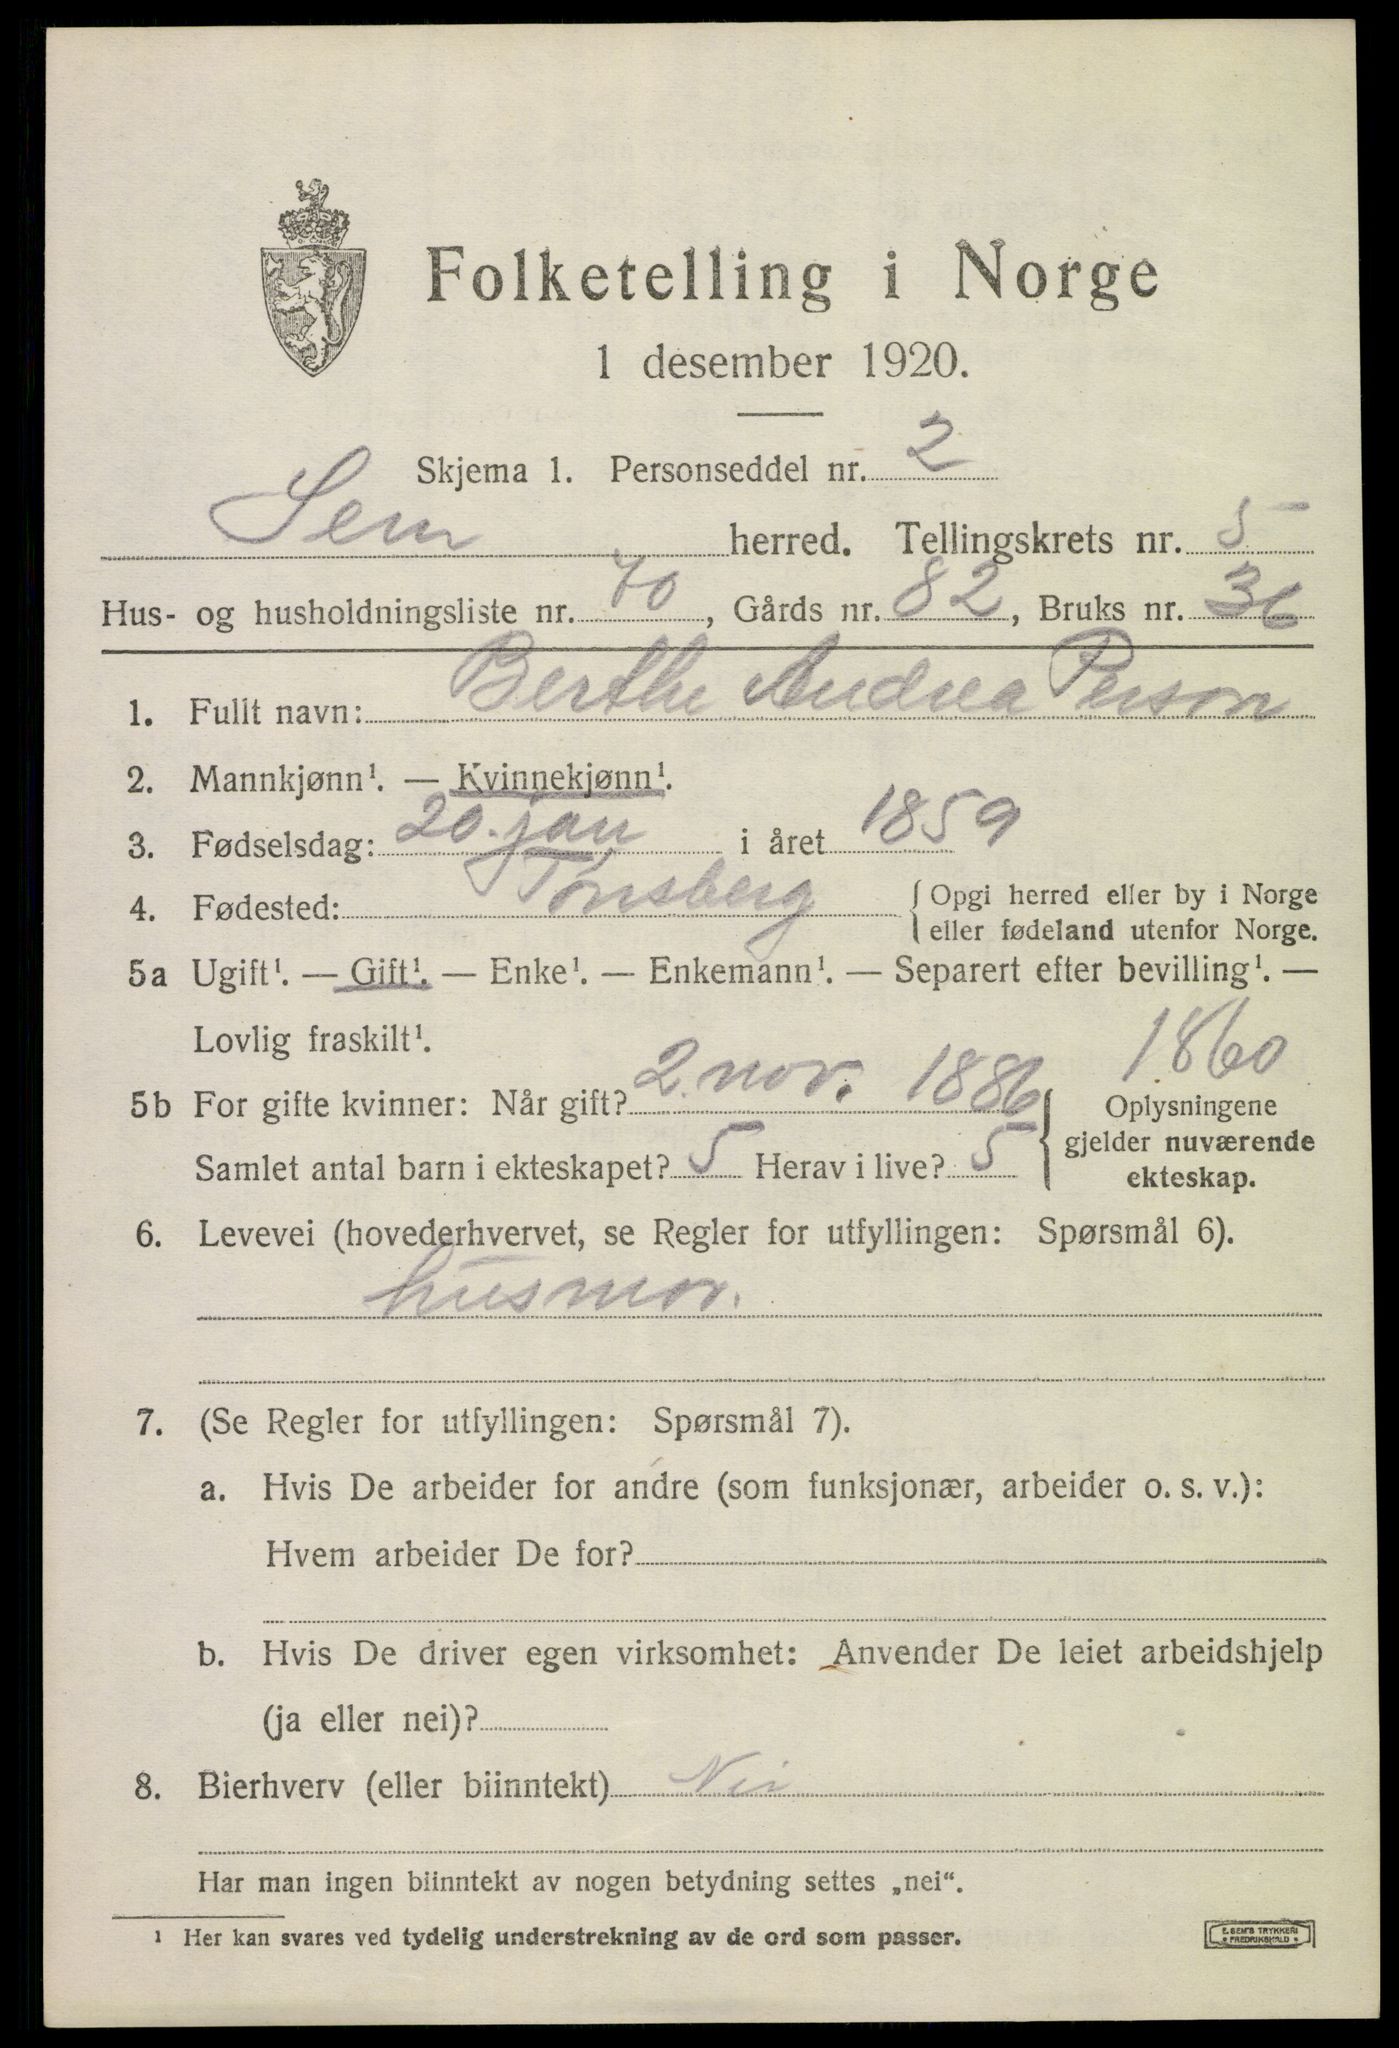 Folketelling i Norge
1 desember 1920.
Skjema 1. Personseddel nr. 2
Sem herred. Tellingskrets nr. 5
Hus- og husholdningsliste nr. 70, Gårds nr. 82, Bruks nr. 36
1. Fullt navn: Berthe Andrea Person
2. Mannkjønn¹. — Kvinnekjønn¹.
3. Fødselsdag: 20. jan i året 1859
4. Fødested: Tønsberg { Opgi herred eller by i Norge
eller fødeland utenfor Norge.
5a Ugift¹. — Gift¹. — Enke¹. — Enkemann¹. — Separert efter bevilling¹. —
Lovlig fraskilt¹.
1860
5b For gifte kvinner: Når gift? 2. nov. 1886
Samlet antal barn i ekteskapet? 5 Herav i live? 5
Oplysningene
gjelder nuværende
ekteskap.
6. Levevei (hovederhvervet, se Regler for utfyllingen: Spørsmål 6).
husmor.
7. (Se Regler for utfyllingen: Spørsmål 7).
a. Hvis De arbeider for andre (som funksjonær, arbeider o. s. v.):
Hvem arbeider De for?
b. Hvis De driver egen virksomhet: Anvender De leiet arbeidshjelp
(ja eller nei)?
8. Bierhverv (eller biinntekt) Nei
Har man ingen biinntekt av nogen betydning settes „nei“.
¹ Her kan svares ved tydelig understrekning av de ord som passer.
E. SEM'S TRYKKERI
FREDRIKSHALD